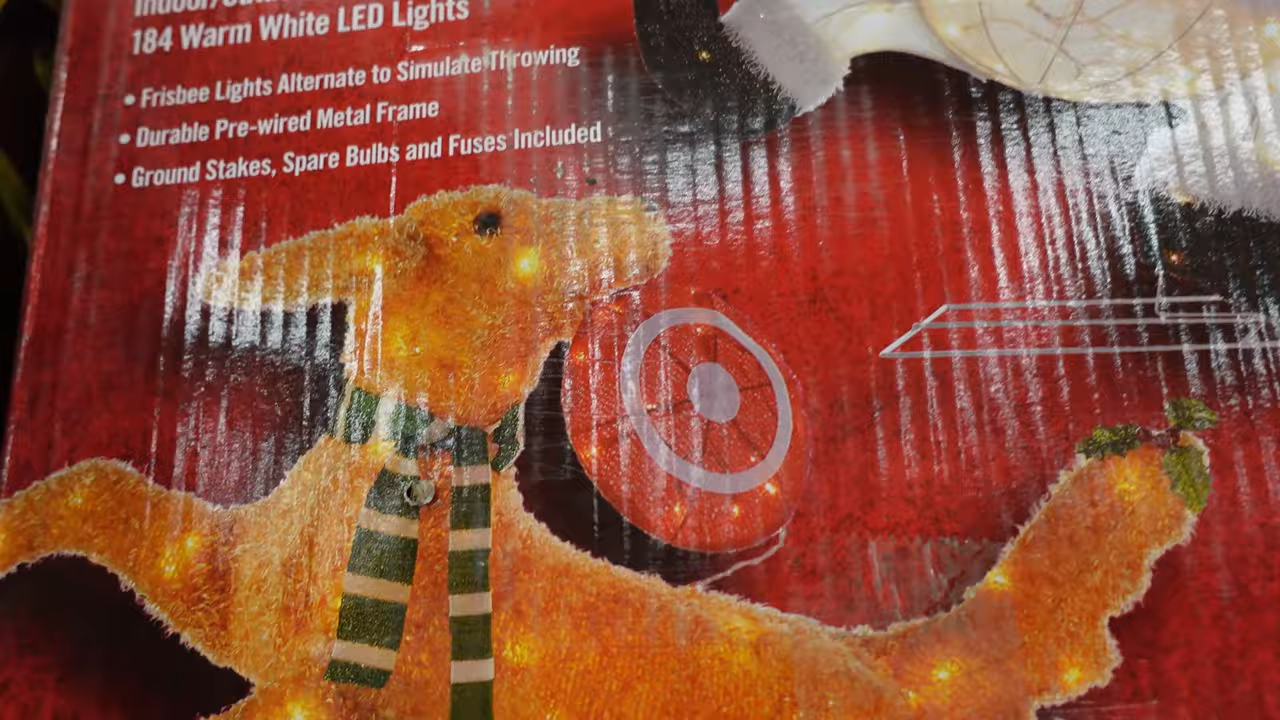 184 Warm White LED Lights
• Frisbee Lights Alternate to Simulate Throwing
• Durable Pre-wired Metal Frame
• Ground Stakes, Spare Bulbs and Fuses Included